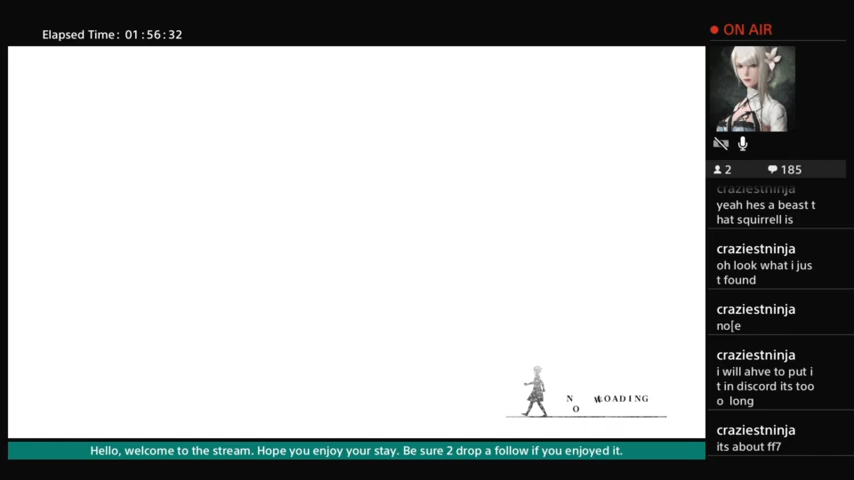 Elapsed Time: 01:56:32
ON AIR
2 185
craziestninja
yeah hes a beast t
hat squirrell is
craziestninja
oh look what i jus
t found
craziestninja
no[e
craziestninja
i will ahve to put i
t in discord its too
o long
craziestninja
its about ff7
NOW LOADING
Hello, welcome to the stream. Hope you enjoy your stay. Be sure 2 drop a follow if you enjoyed it.